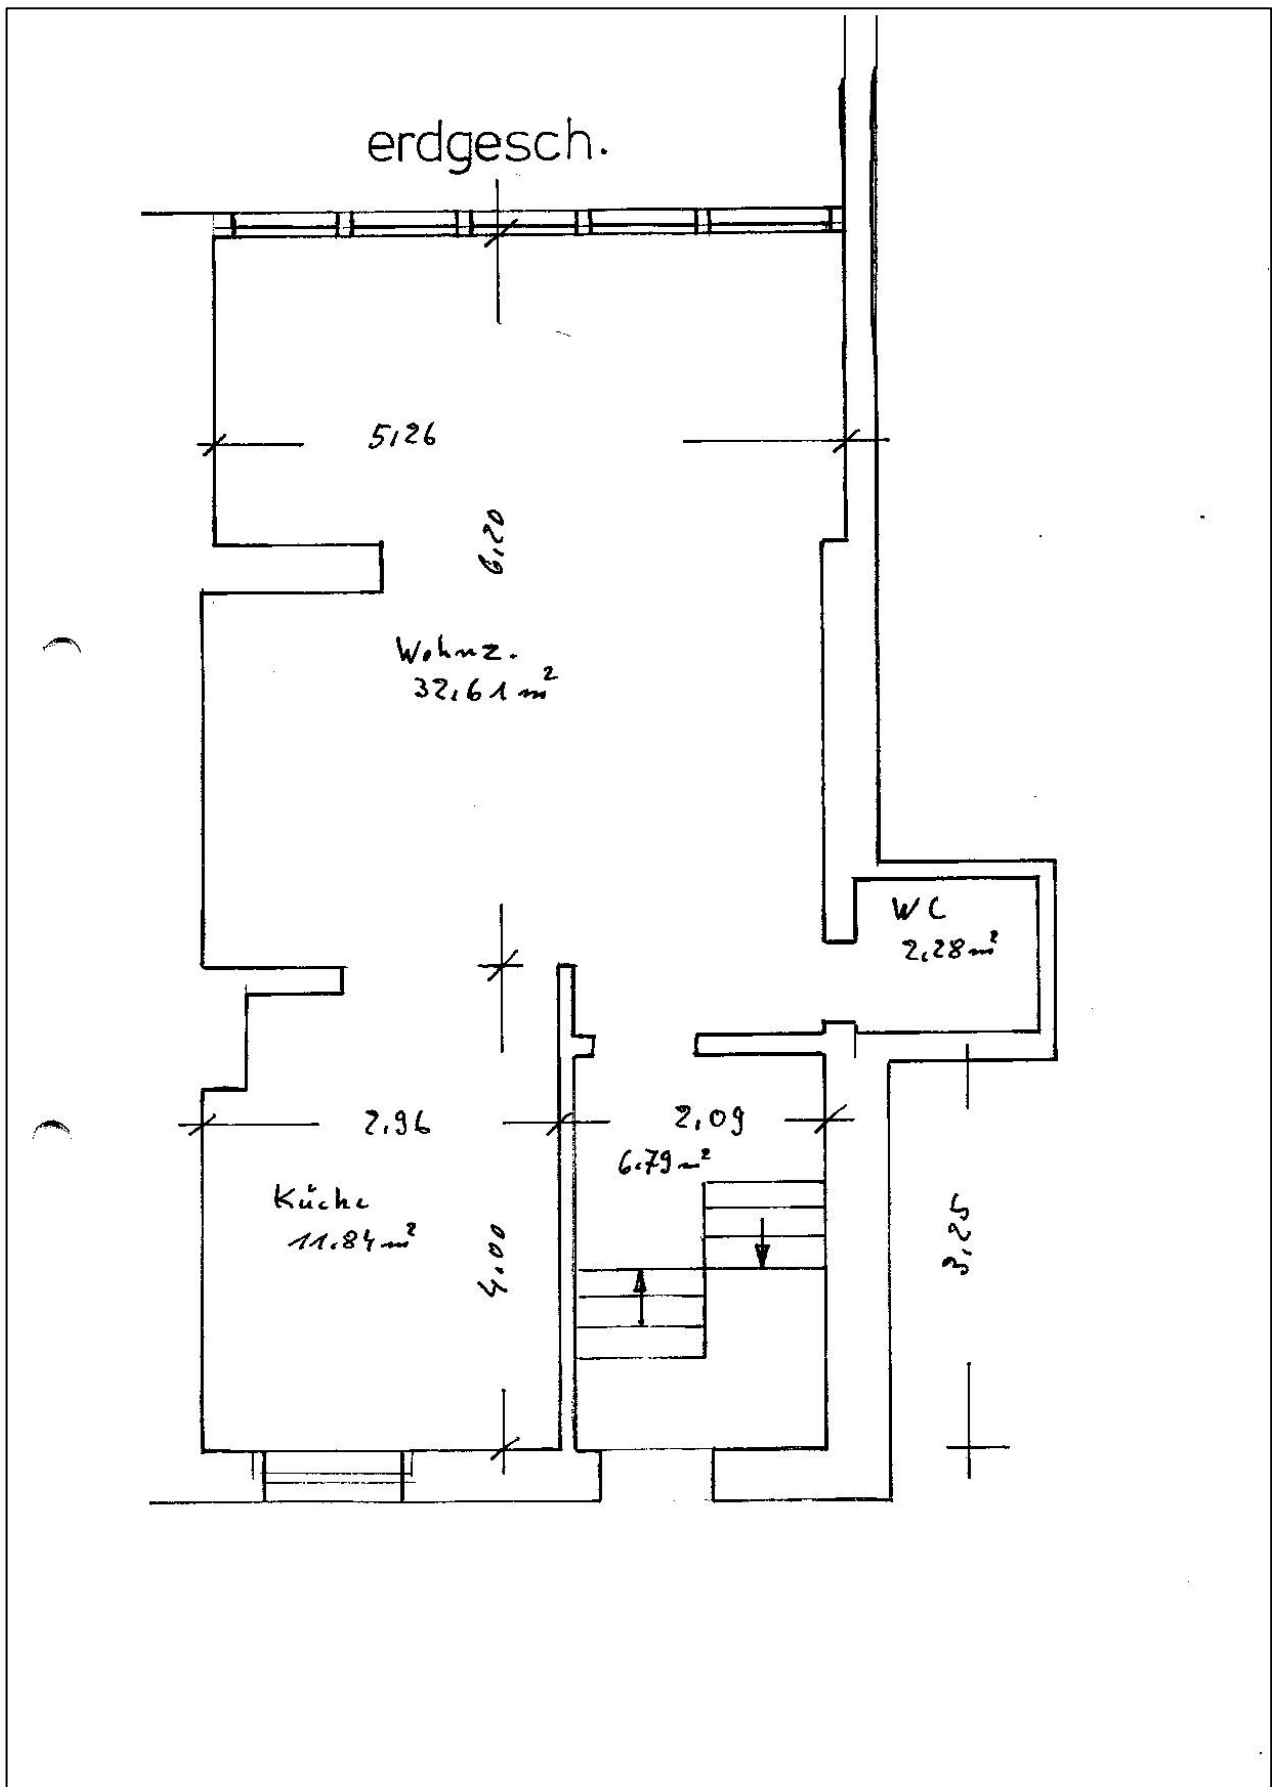 erdgesch.
5,26
6,20
Wohnz.
32,61 m²
WC
2,28 m²
2,96
2,09
6,79 m²
Küche
11,84 m²
4,00
3,25